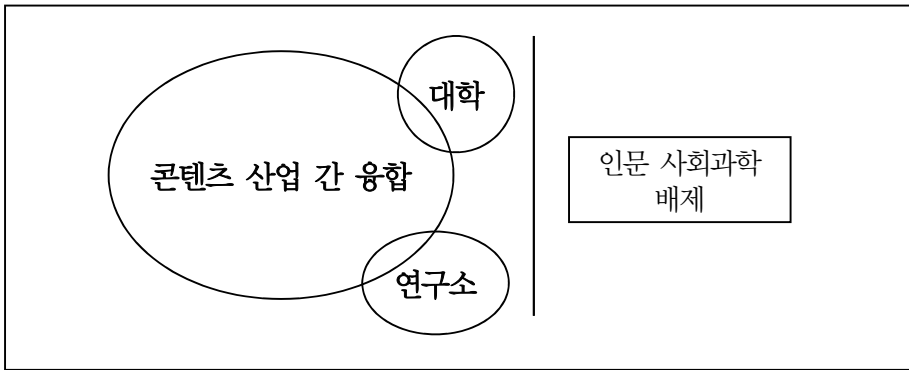 대학
콘텐츠 산업 간 융합
인문 사회과학
배제
연구소